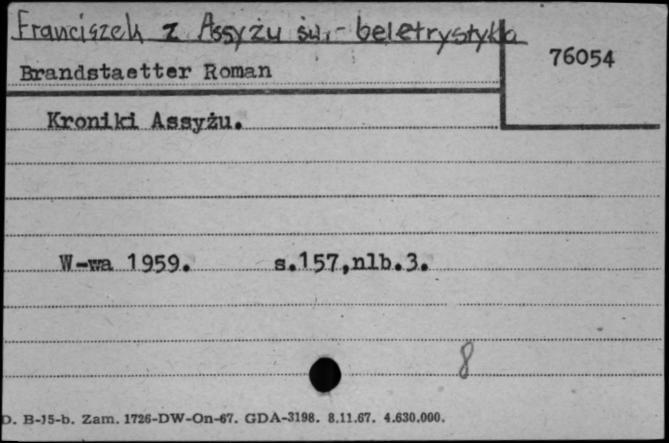 Franciszek z Assyżu św.- beletrystyka
76054
Brandstaetter Roman
Kroniki Assyżu.
W-wa 1959. s.157,nlb.3.
8
D. B-15-b. Zam. 1726-DW-On-67. GDA-3198. 8.11.67. 4.630.000.